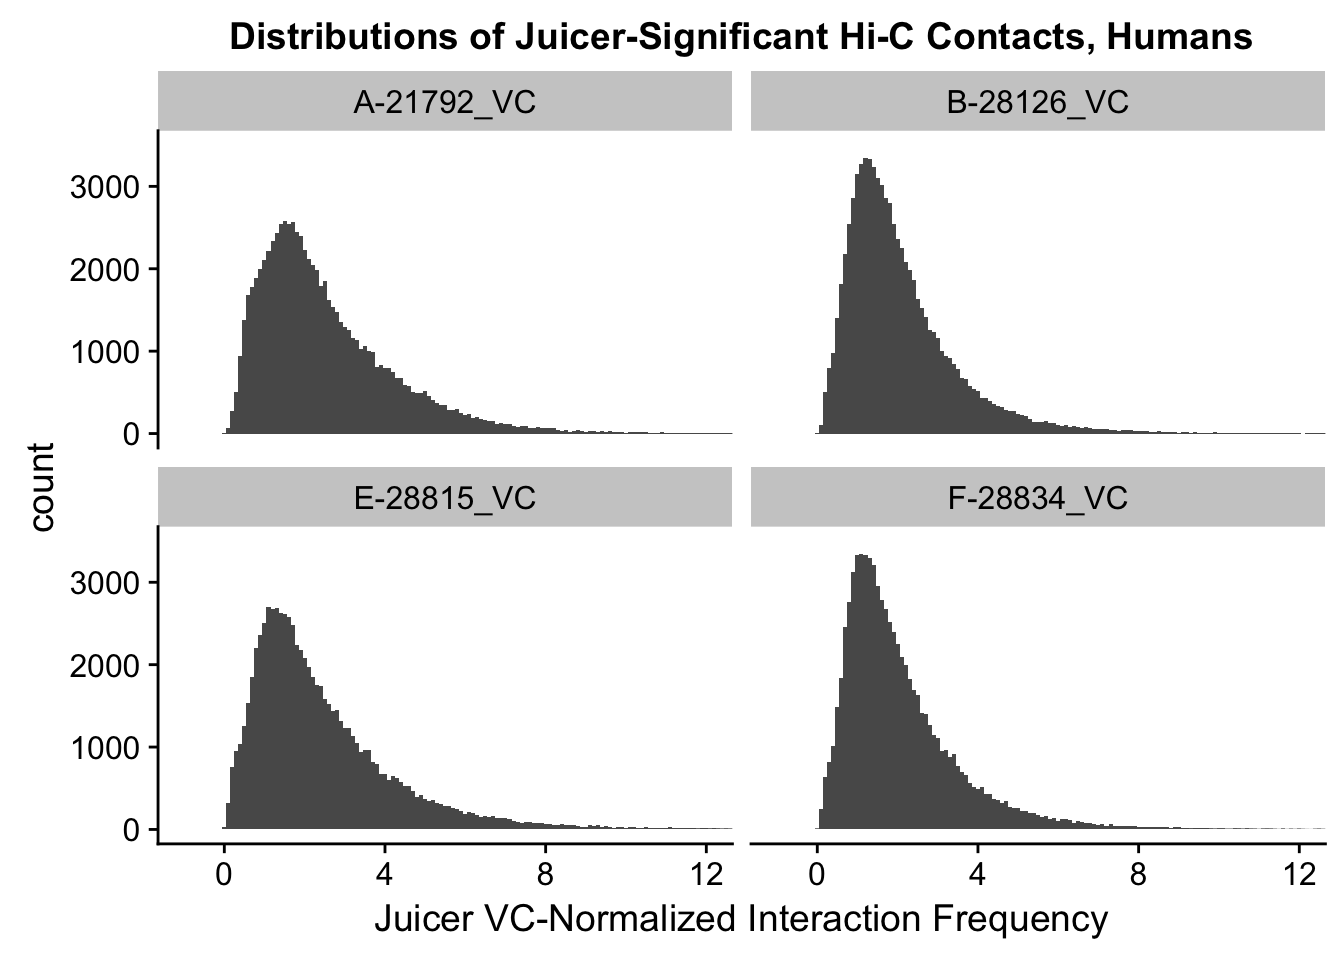 Distributions of Juicer-Significant Hi-C Contacts, Humans
A-21792_VC
B-28126_VC
3000
2000
1000
0
count
E-28815_VC
F-28834_VC
3000
2000
1000
0
0 4 8 12
0 4 8 12
Juicer VC-Normalized Interaction Frequency